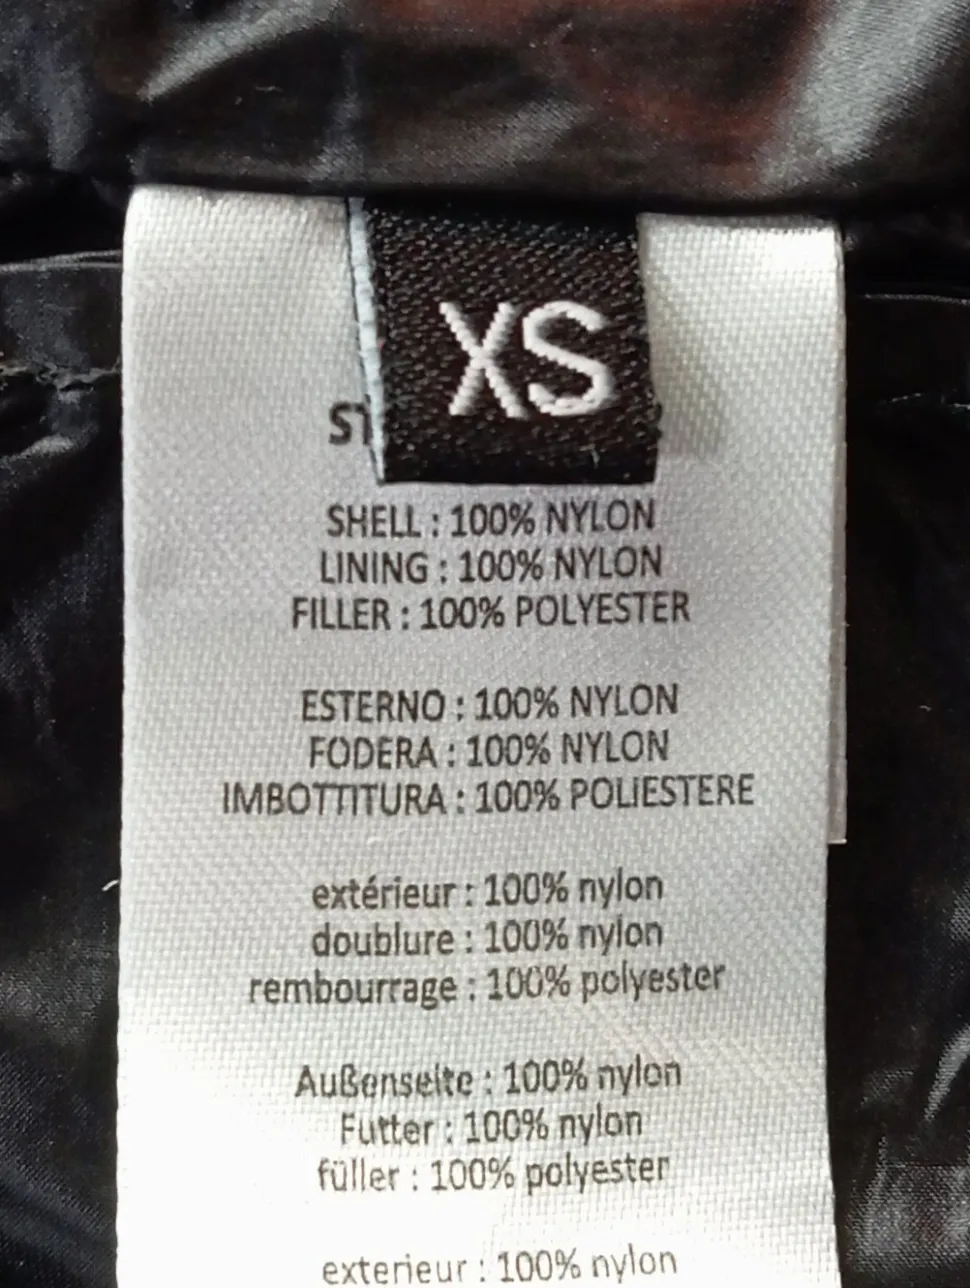 XS
SHELL : 100% NYLON
LINING : 100% NYLON
FILLER : 100% POLYESTER
ESTERNO : 100% NYLON
FODERA : 100% NYLON
IMBOTTITURA : 100% POLIESTERE
extérieur : 100% nylon
doublure : 100% nylon
rembourrage : 100% polyester
Außenseite : 100% nylon
Futter : 100% nylon
füller : 100% polyester
exterieur : 100% nylon